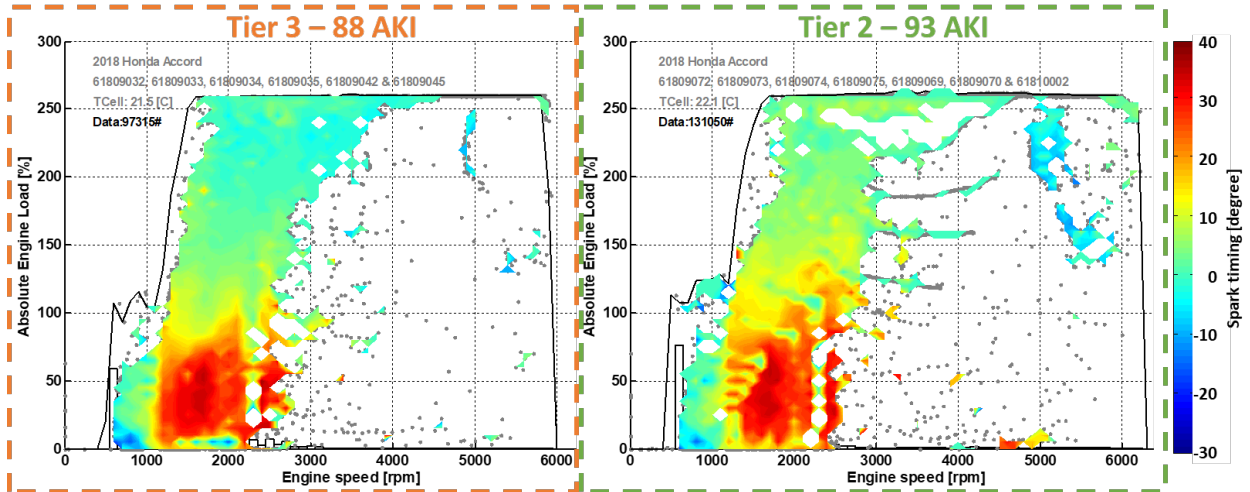 Tier 3 – 88 AKI
300
250
200
150
100
50
0
Absolute Engine Load [%]
2018 Honda Accord
61809032, 61809033, 61809034, 61809035, 61809042 & 61809045
TCell: 21.5 [C]
Data:97315#
0 1000 2000 3000 4000 5000 6000
Engine speed [rpm]
Tier 2 – 93 AKI
300
250
200
150
100
50
0
Absolute Engine Load [%]
2018 Honda Accord
61809072, 61809073, 61809074, 61809075, 61809069, 61809070 & 61810002
TCell: 22.1 [C]
Data:131050#
0 1000 2000 3000 4000 5000 6000
Engine speed [rpm]
40
30
20
10
0
-10
-20
-30
Spark timing [degree]